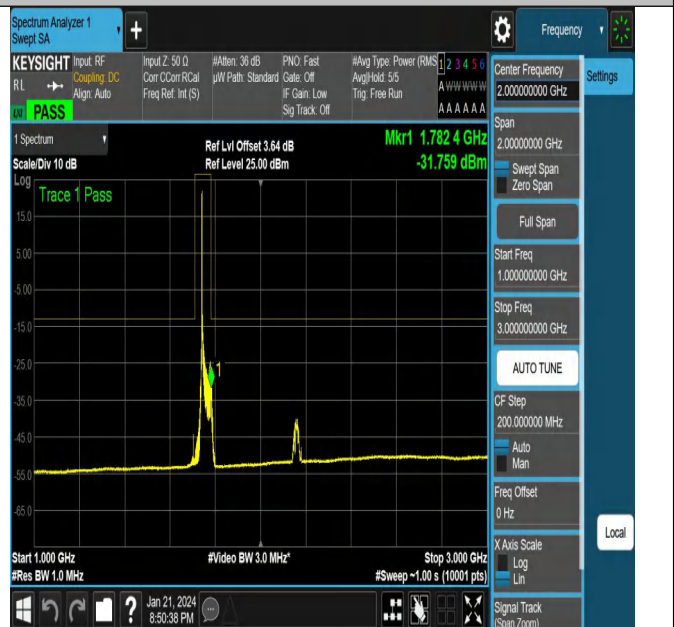 Spectrum Analyzer 1
Swept SA
+
Frequency
KEYSIGHT
RL
PASS
Input: RF
Coupling: DC
Align: Auto
Input Z: 50 Ω
Corr CCorr RCal
Freq Ref: Int (S)
#Atten: 36 dB
µW Path: Standard
PNO: Fast
Gate: Off
IF Gain: Low
Sig Track: Off
#Avg Type: Power (RMS
Avg|Hold: 5/5
Trig: Free Run
1 2 3 4 5 6
A W W W W W
A A A A A A
1 Spectrum
Scale/Div 10 dB
Ref Lvl Offset 3.64 dB
Ref Level 25.00 dBm
Mkr1 1.782 4 GHz
-31.759 dBm
Log
Trace 1 Pass
15.0
5.00
-5.00
-15.0
-25.0
-35.0
-45.0
-55.0
-65.0
1
Start 1.000 GHz
#Res BW 1.0 MHz
#Video BW 3.0 MHz*
Stop 3.000 GHz
#Sweep ~1.00 s (10001 pts)
Center Frequency
2.000000000 GHz
Settings
Span
2.00000000 GHz
Swept Span
Zero Span
Full Span
Start Freq
1.000000000 GHz
Stop Freq
3.000000000 GHz
AUTO TUNE
CF Step
200.000000 MHz
Auto
Man
Freq Offset
0 Hz
X Axis Scale
Log
Lin
Local
Signal Track
(Span Zoom)
?
Jan 21, 2024
8:50:38 PM